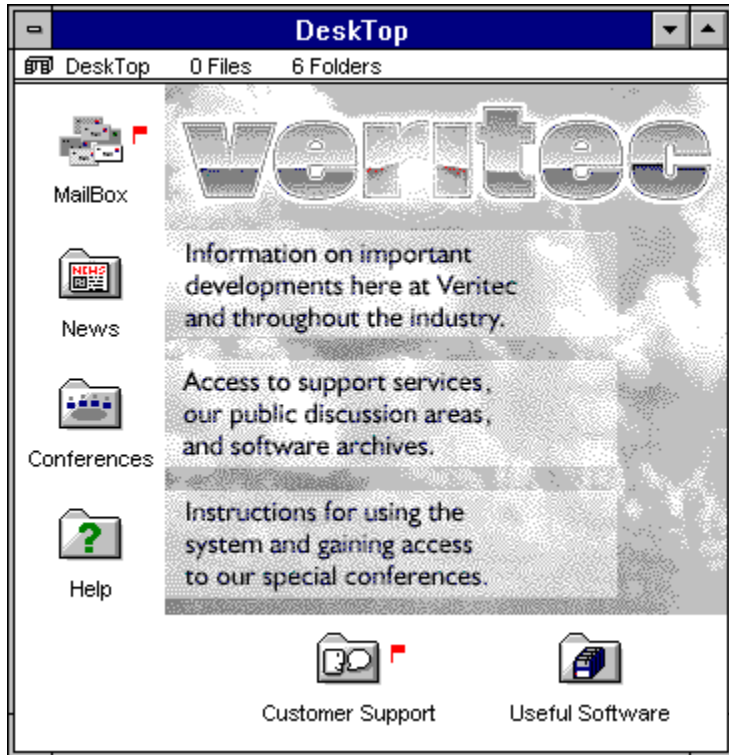 DeskTop
DeskTop 0 Files 6 Folders
veritec
MailBox
Information on important
developments here at Veritec
and throughout the industry.
NEWS
News
Access to support services,
our public discussion areas,
and software archives.
Conferences
Instructions for using the
system and gaining access
to our special conferences.
?
Help
Customer Support
Useful Software